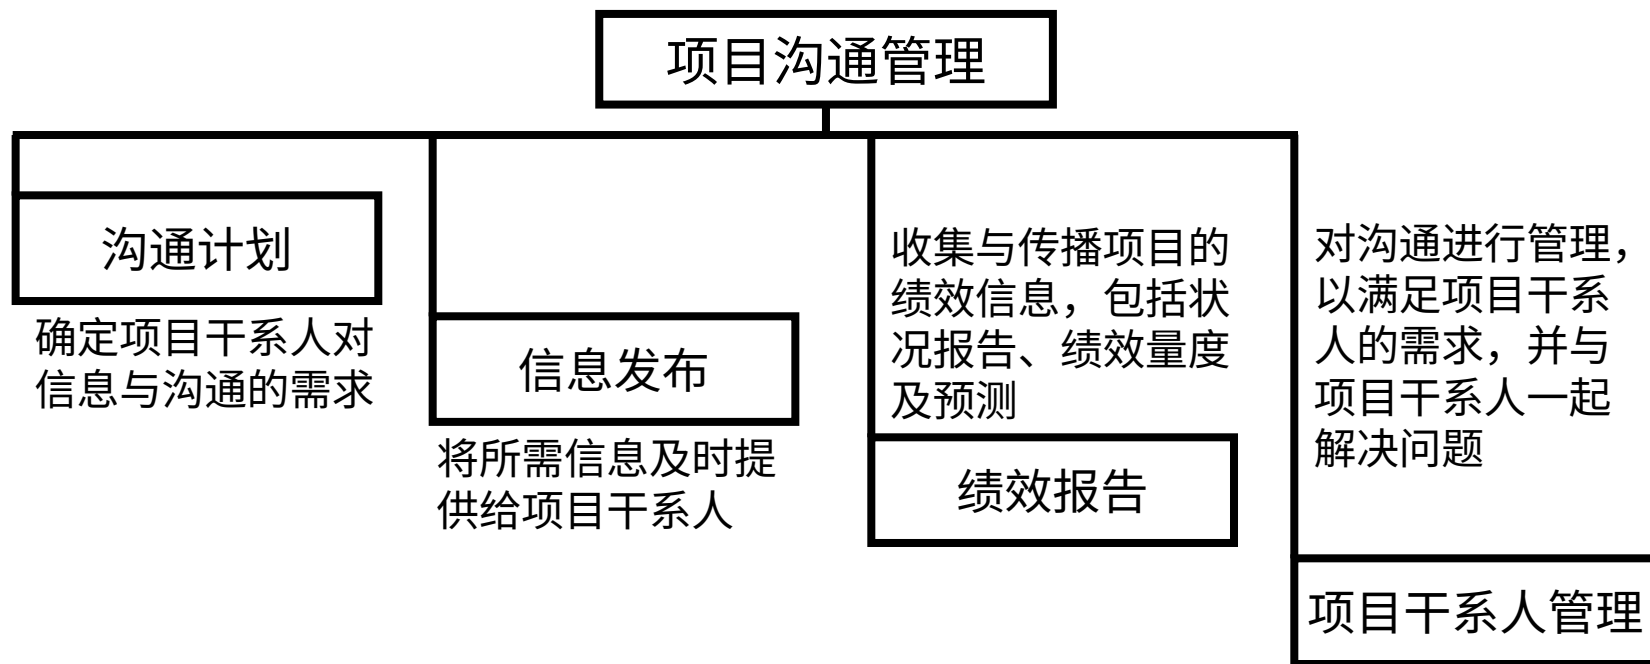 项目沟通管理
沟通计划
确定项目干系人对
信息与沟通的需求
信息发布
将所需信息及时提
供给项目干系人
收集与传播项目的
绩效信息，包括状
况报告、绩效量度
及预测
绩效报告
对沟通进行管理，
以满足项目干系
人的需求，并与
项目干系人一起
解决问题
项目干系人管理